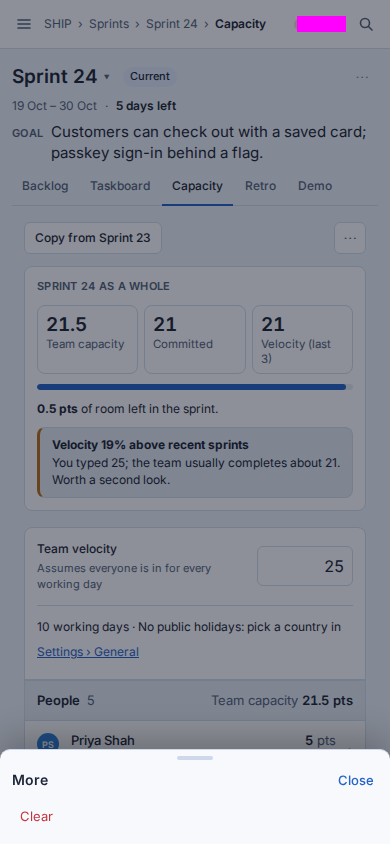 SHIP › Sprints › Sprint 24 › Capacity
Sprint 24 ▾ Current ···
19 Oct – 30 Oct · 5 days left
GOAL Customers can check out with a saved card;
passkey sign-in behind a flag.
Backlog Taskboard Capacity Retro Demo
Copy from Sprint 23 ···
SPRINT 24 AS A WHOLE
21.5 21 21
Team capacity Committed Velocity (last
3)
0.5 pts of room left in the sprint.
Velocity 19% above recent sprints
You typed 25; the team usually completes about 21.
Worth a second look.
Team velocity
25
Assumes everyone is in for every
working day
10 working days · No public holidays: pick a country in
Settings › General
People 5 Team capacity 21.5 pts
PS Priya Shah 5 pts
More Close
Clear